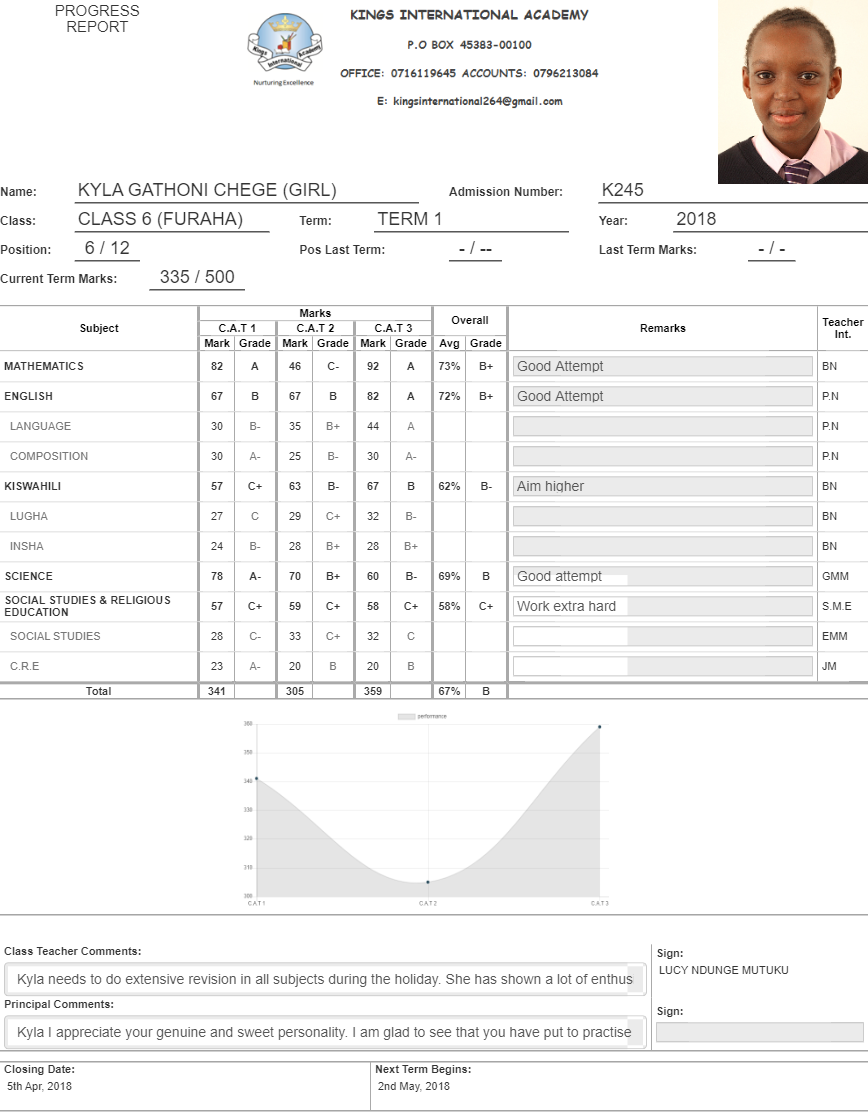 PROGRESS
REPORT
KINGS INTERNATIONAL ACADEMY
P.O BOX 45383-00100
OFFICE: 0716119645 ACCOUNTS: 0796213084
E: kingsinternational264@gmail.com
Kings Academy
International
Nurturing Excellence
Name: KYLA GATHONI CHEGE (GIRL) Admission Number: K245
Class: CLASS 6 (FURAHA) Term: TERM 1 Year: 2018
Position: 6 / 12 Pos Last Term: - / -- Last Term Marks: - / -
Current Term Marks: 335 / 500
Subject Marks Overall Remarks Teacher Int.
C.A.T 1 C.A.T 2 C.A.T 3
Mark Grade Mark Grade Mark Grade Avg Grade
MATHEMATICS 82 A 46 C- 92 A 73% B+ Good Attempt BN
ENGLISH 67 B 67 B 82 A 72% B+ Good Attempt P.N
LANGUAGE 30 B- 35 B+ 44 A P.N
COMPOSITION 30 A- 25 B- 30 A- P.N
KISWAHILI 57 C+ 63 B- 67 B 62% B- Aim higher BN
LUGHA 27 C 29 C+ 32 B- BN
INSHA 24 B- 28 B+ 28 B+ BN
SCIENCE 78 A- 70 B+ 60 B- 69% B Good attempt GMM
SOCIAL STUDIES & RELIGIOUS EDUCATION 57 C+ 59 C+ 58 C+ 58% C+ Work extra hard S.M.E
SOCIAL STUDIES 28 C- 33 C+ 32 C EMM
C.R.E 23 A- 20 B 20 B JM
Total 341 305 359 67% B
performance
360
350
340
330
320
310
300
CAT1 CAT2 CAT3
Class Teacher Comments:
Kyla needs to do extensive revision in all subjects during the holiday. She has shown a lot of enthus
Sign:
LUCY NDUNGE MUTUKU
Principal Comments:
Kyla I appreciate your genuine and sweet personality. I am glad to see that you have put to practise
Sign:
Closing Date: Next Term Begins:
5th Apr, 2018 2nd May, 2018